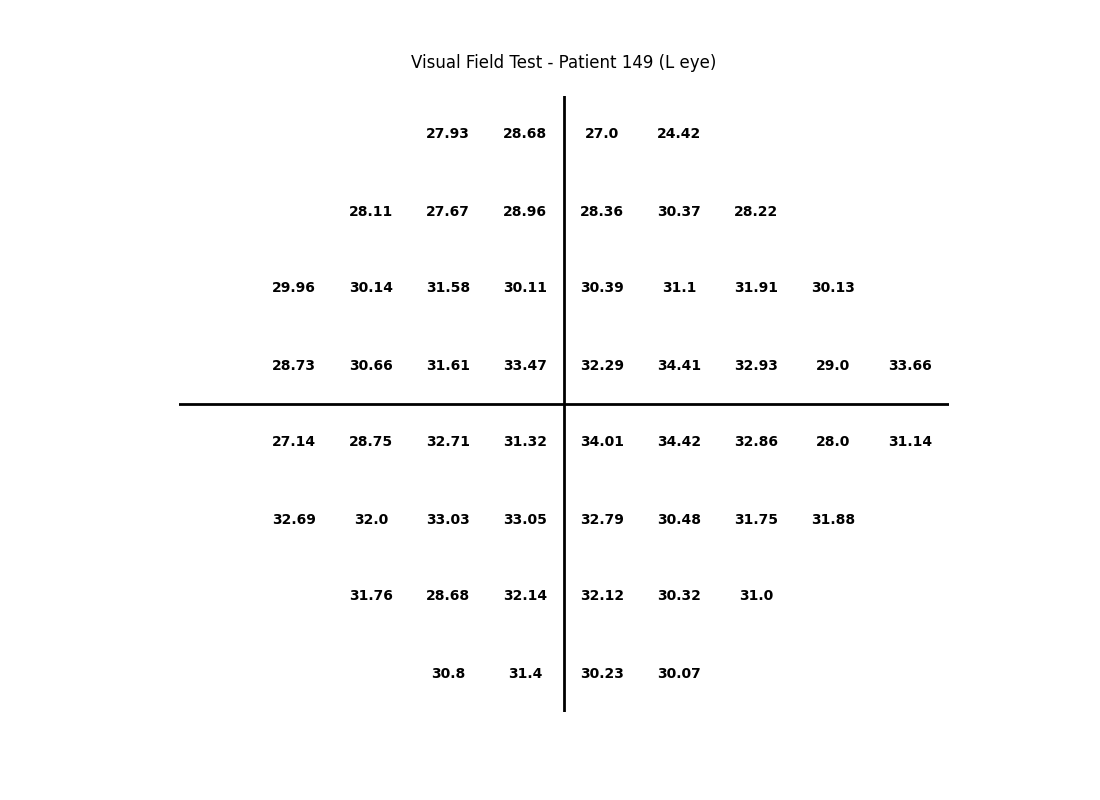 Visual Field Test - Patient 149 (L eye)
27.93 28.68 27.0 24.42
28.11 27.67 28.96 28.36 30.37 28.22
29.96 30.14 31.58 30.11 30.39 31.1 31.91 30.13
28.73 30.66 31.61 33.47 32.29 34.41 32.93 29.0 33.66
27.14 28.75 32.71 31.32 34.01 34.42 32.86 28.0 31.14
32.69 32.0 33.03 33.05 32.79 30.48 31.75 31.88
31.76 28.68 32.14 32.12 30.32 31.0
30.8 31.4 30.23 30.07